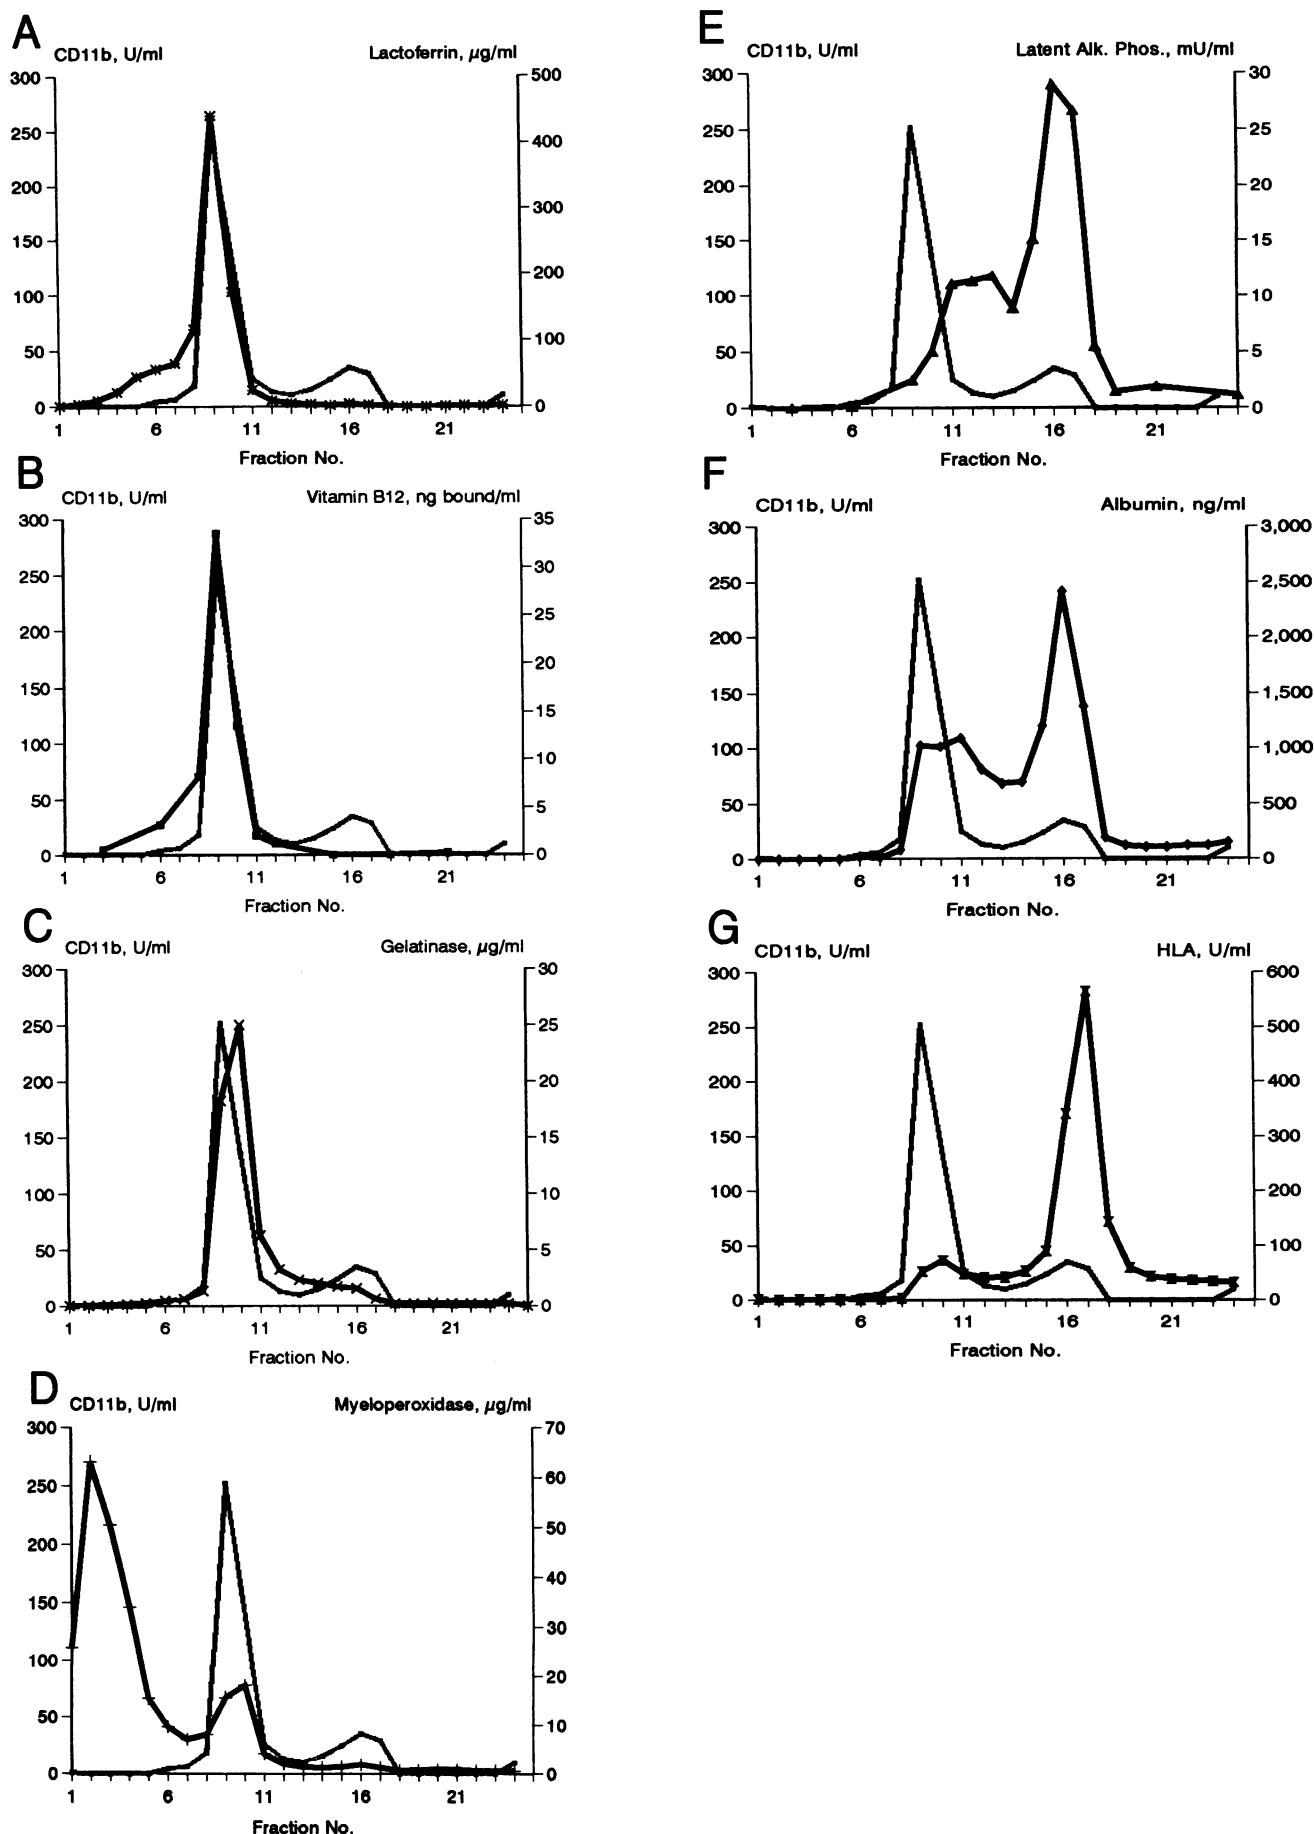 A
CD11b, U/ml Lactoferrin, µg/ml
300 250 200 150 100 50 0
500 400 300 200 100 0
1 6 11 16 21
Fraction No.
B
CD11b, U/ml Vitamin B12, ng bound/ml
300 250 200 150 100 50 0
35 30 25 20 15 10 5 0
1 6 11 16 21
Fraction No.
C
CD11b, U/ml Gelatinase, µg/ml
300 250 200 150 100 50 0
30 25 20 15 10 5 0
1 6 11 16 21
Fraction No.
D
CD11b, U/ml Myeloperoxidase, µg/ml
300 250 200 150 100 50 0
70 60 50 40 30 20 10 0
1 6 11 16 21
Fraction No.
E
CD11b, U/ml Latent Alk. Phos., mU/ml
300 250 200 150 100 50 0
30 25 20 15 10 5 0
1 6 11 16 21
Fraction No.
F
CD11b, U/ml Albumin, ng/ml
300 250 200 150 100 50 0
3,000 2,500 2,000 1,500 1,000 500 0
1 6 11 16 21
Fraction No.
G
CD11b, U/ml HLA, U/ml
300 250 200 150 100 50 0
600 500 400 300 200 100 0
1 6 11 16 21
Fraction No.